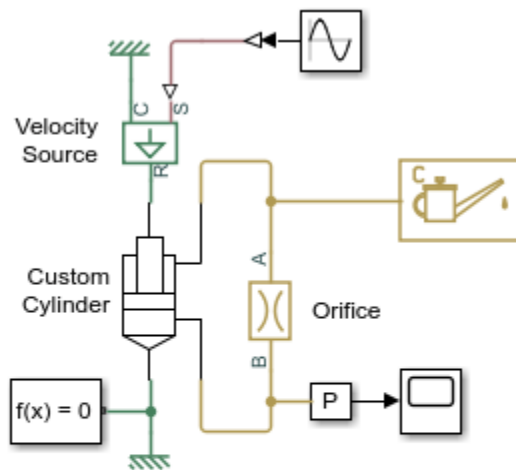 C
S
Velocity
Source
R
C
A
Custom
Cylinder
Orifice
B
f(x) = 0
P